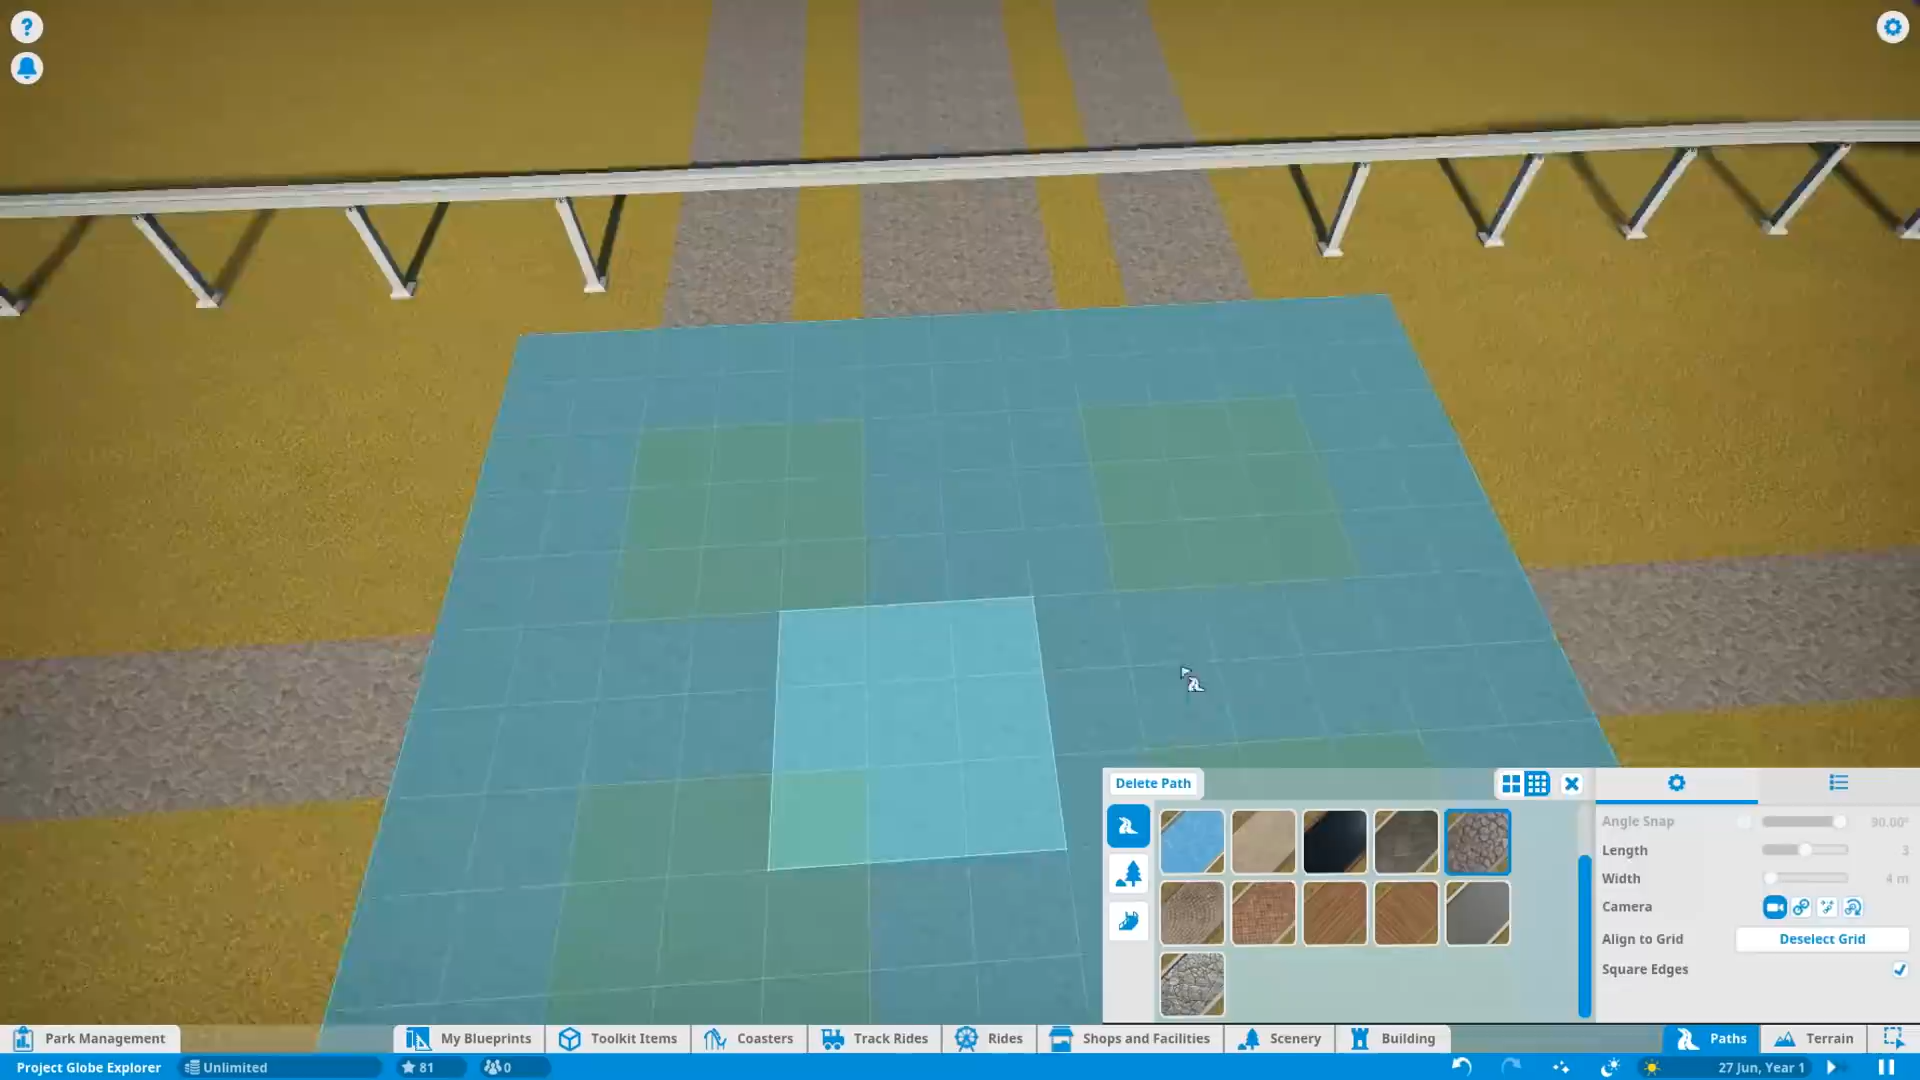 ?
Delete Path
Angle Snap 90.00°
Length 3
Width 4 m
Camera
Align to Grid Deselect Grid
Square Edges
Park Management My Blueprints Toolkit Items Coasters Track Rides Rides Shops and Facilities Scenery Building Paths Terrain
Project Globe Explorer Unlimited 81 0 27 Jun, Year 1